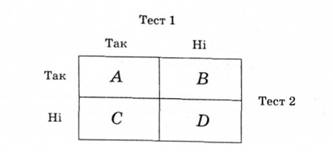 Тест 1
Так Ні
Так A B
Тест 2
Ні C D